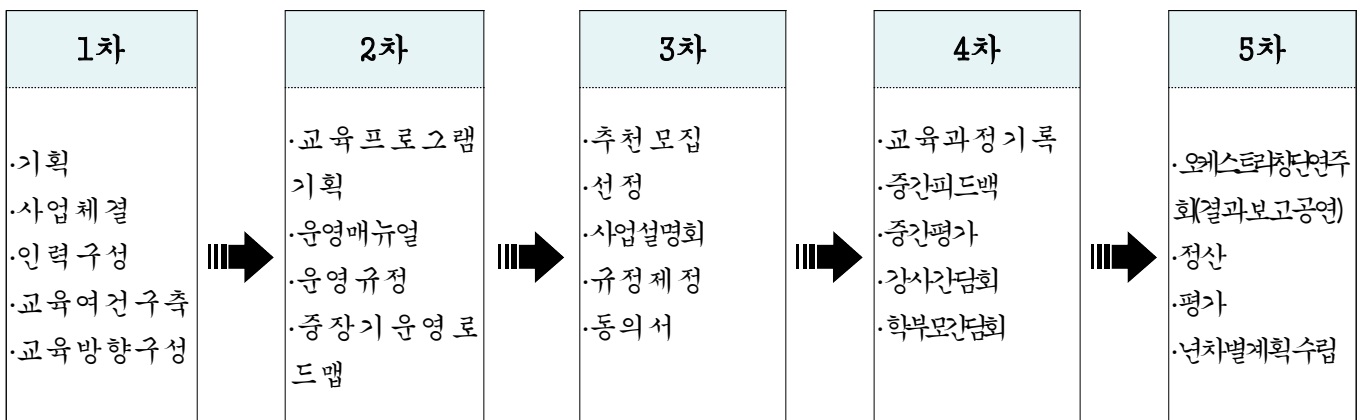 1차
·기획
·사업체결
·인력구성
·교육여건구축
·교육방향구성
2차
·교육프로그램
기획
·운영매뉴얼
·운영규정
·중장기운영로
드맵
3차
·추천모집
·선정
·사업설명회
·규정제정
·동의서
4차
·교육과정기록
·중간피드백
·중간평가
·강사간담회
·학부모간담회
5차
·오케스트라창단연주
회(결과보고공연)
·정산
·평가
·년차별계획수립